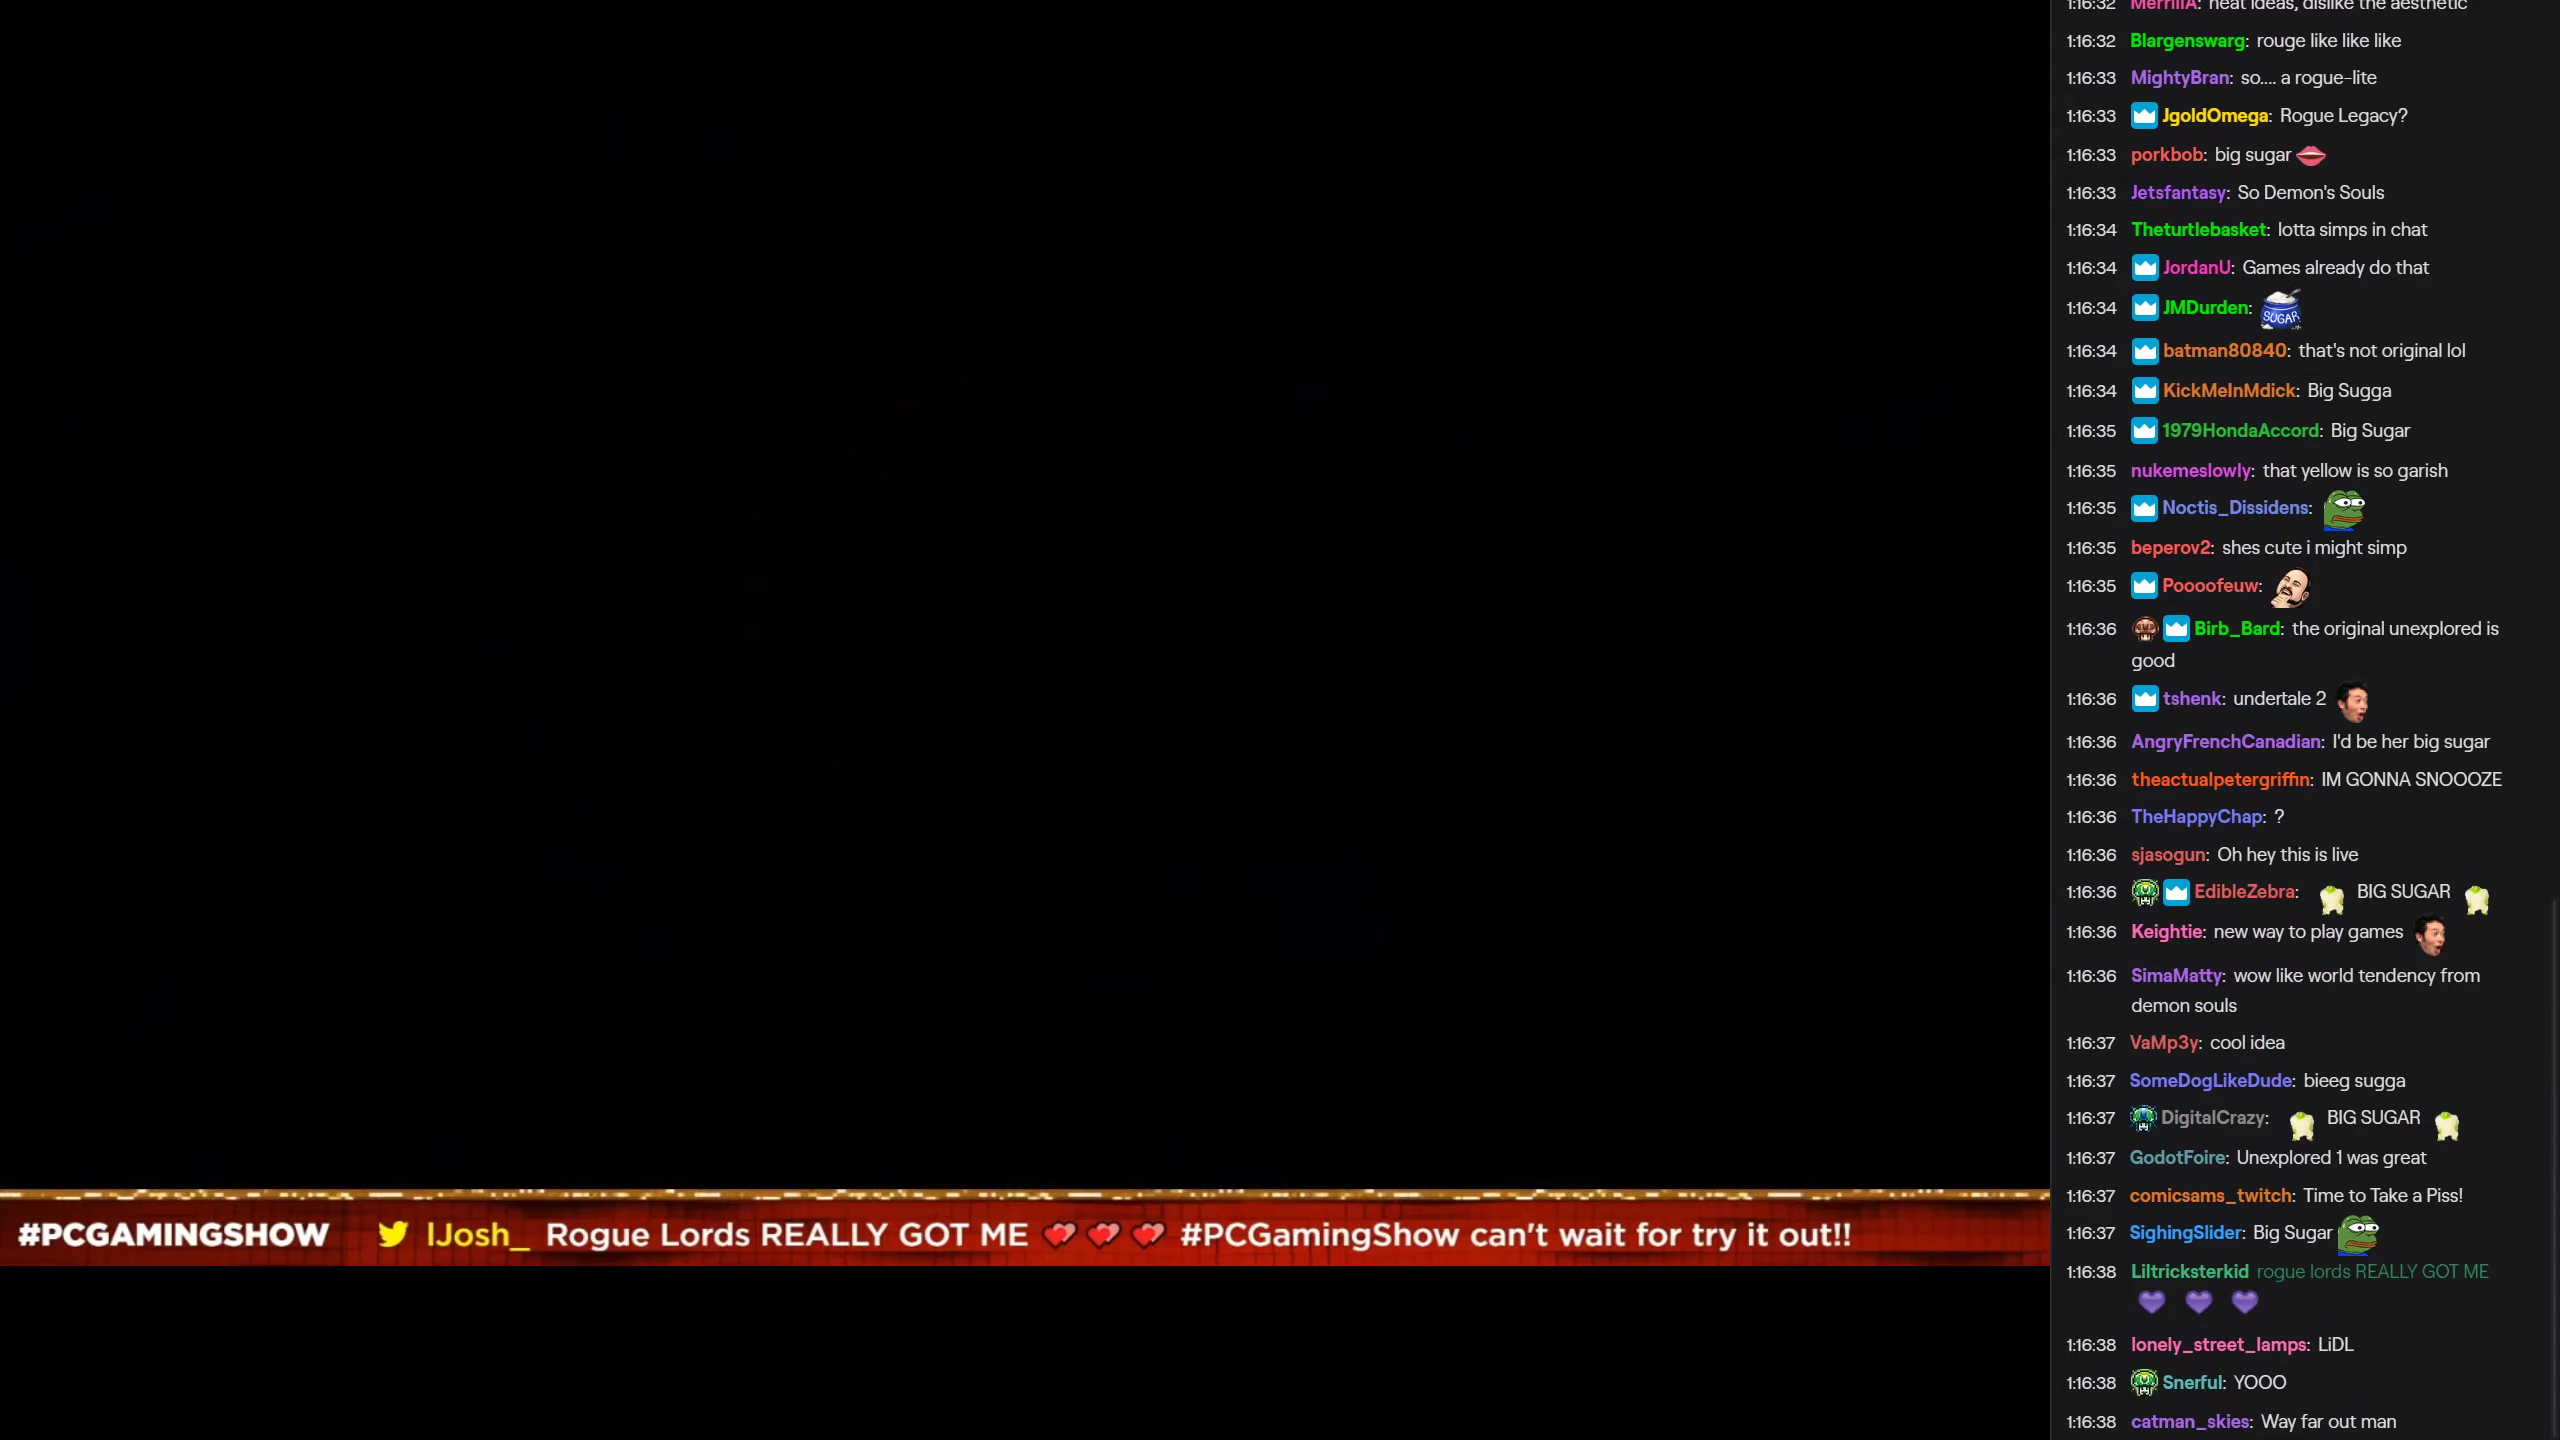 1:16:32 MerrillA: neat ideas, dislike the aesthetic
1:16:32 Blargenswarg: rouge like like like
1:16:33 MightyBran: so.... a rogue-lite
1:16:33 JgoldOmega: Rogue Legacy?
1:16:33 porkbob: big sugar
1:16:33 Jetsfantasy: So Demon's Souls
1:16:34 Theturtlebasket: lotta simps in chat
1:16:34 JordanU: Games already do that
1:16:34 JMDurden: SUGAR
1:16:34 batman80840: that's not original lol
1:16:34 KickMeInMdick: Big Sugga
1:16:35 1979HondaAccord: Big Sugar
1:16:35 nukemeslowly: that yellow is so garish
1:16:35 Noctis_Dissidens:
1:16:35 beperov2: shes cute i might simp
1:16:35 Poooofeuw:
1:16:36 Birb_Bard: the original unexplored is
good
1:16:36 tshenk: undertale 2
1:16:36 AngryFrenchCanadian: I'd be her big sugar
1:16:36 theactualpetergriffin: IM GONNA SNOOOZE
1:16:36 TheHappyChap: ?
1:16:36 sjasogun: Oh hey this is live
1:16:36 EdibleZebra: BIG SUGAR
1:16:36 Keightie: new way to play games
1:16:36 SimaMatty: wow like world tendency from
demon souls
1:16:37 VaMp3y: cool idea
1:16:37 SomeDogLikeDude: bieeg sugga
1:16:37 DigitalCrazy: BIG SUGAR
1:16:37 GodotFoire: Unexplored 1 was great
1:16:37 comicsams_twitch: Time to Take a Piss!
1:16:37 SighingSlider: Big Sugar
1:16:38 Liltricksterkid rogue lords REALLY GOT ME
1:16:38 lonely_street_lamps: LiDL
1:16:38 Snerful: YOOO
1:16:38 catman_skies: Way far out man
#PCGAMINGSHOW IJosh_ Rogue Lords REALLY GOT ME 💕 💕 💕 #PCGamingShow can't wait for try it out!!